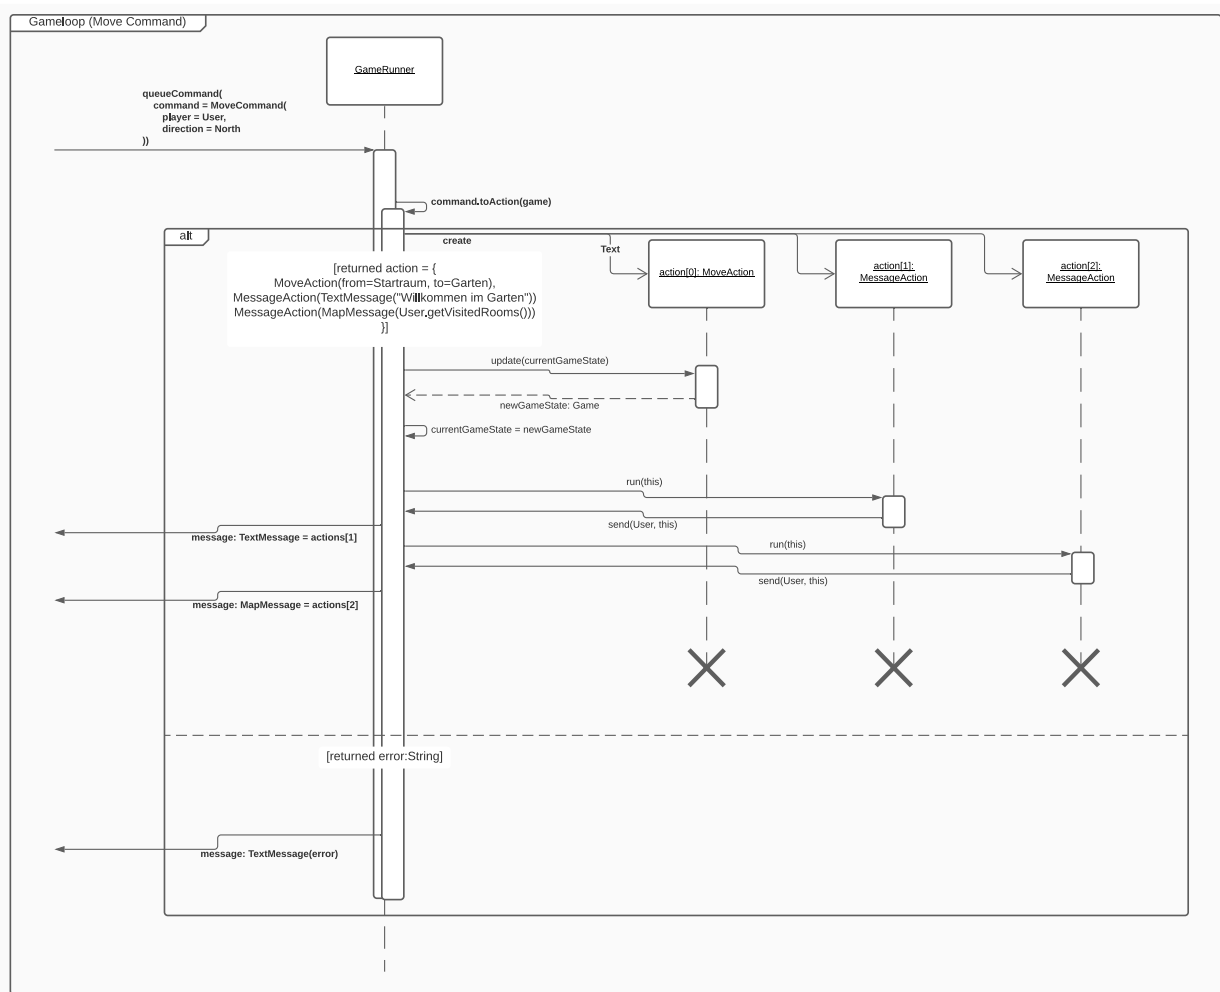 Gameloop (Move Command)
GameRunner
queueCommand(
command = MoveCommand(
player = User,
direction = North
))
command.toAction(game)
alt
create
Text
action[0]: MoveAction
action[1]:
MessageAction
action[2]:
MessageAction
[returned action = {
MoveAction(from=Startraum, to=Garten),
MessageAction(TextMessage("Willkommen im Garten"))
MessageAction(MapMessage(User.getVisitedRooms()))
}]
update(currentGameState)
newGameState: Game
currentGameState = newGameState
run(this)
send(User, this)
message: TextMessage = actions[1]
run(this)
send(User, this)
message: MapMessage = actions[2]
[returned error:String]
message: TextMessage(error)